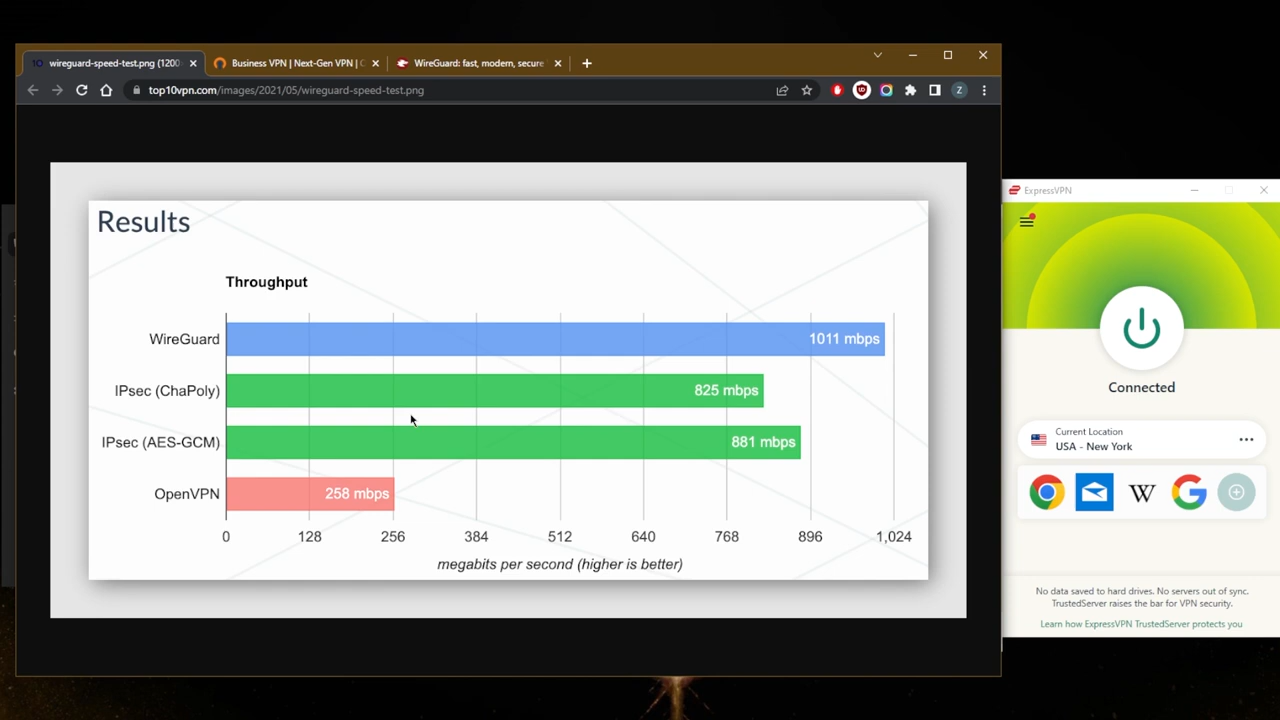 wireguard-speed-test.png (1200
Business VPN | Next-Gen VPN |
WireGuard: fast, modern, secure
top10vpn.com/images/2021/05/wireguard-speed-test.png
Z
Results
Throughput
WireGuard
1011 mbps
IPsec (ChaPoly)
825 mbps
IPsec (AES-GCM)
881 mbps
OpenVPN
258 mbps
0 128 256 384 512 640 768 896 1,024
megabits per second (higher is better)
ExpressVPN
Connected
Current Location
USA - New York
W
No data saved to hard drives. No servers out of sync.
TrustedServer raises the bar for VPN security.
Learn how ExpressVPN TrustedServer protects you